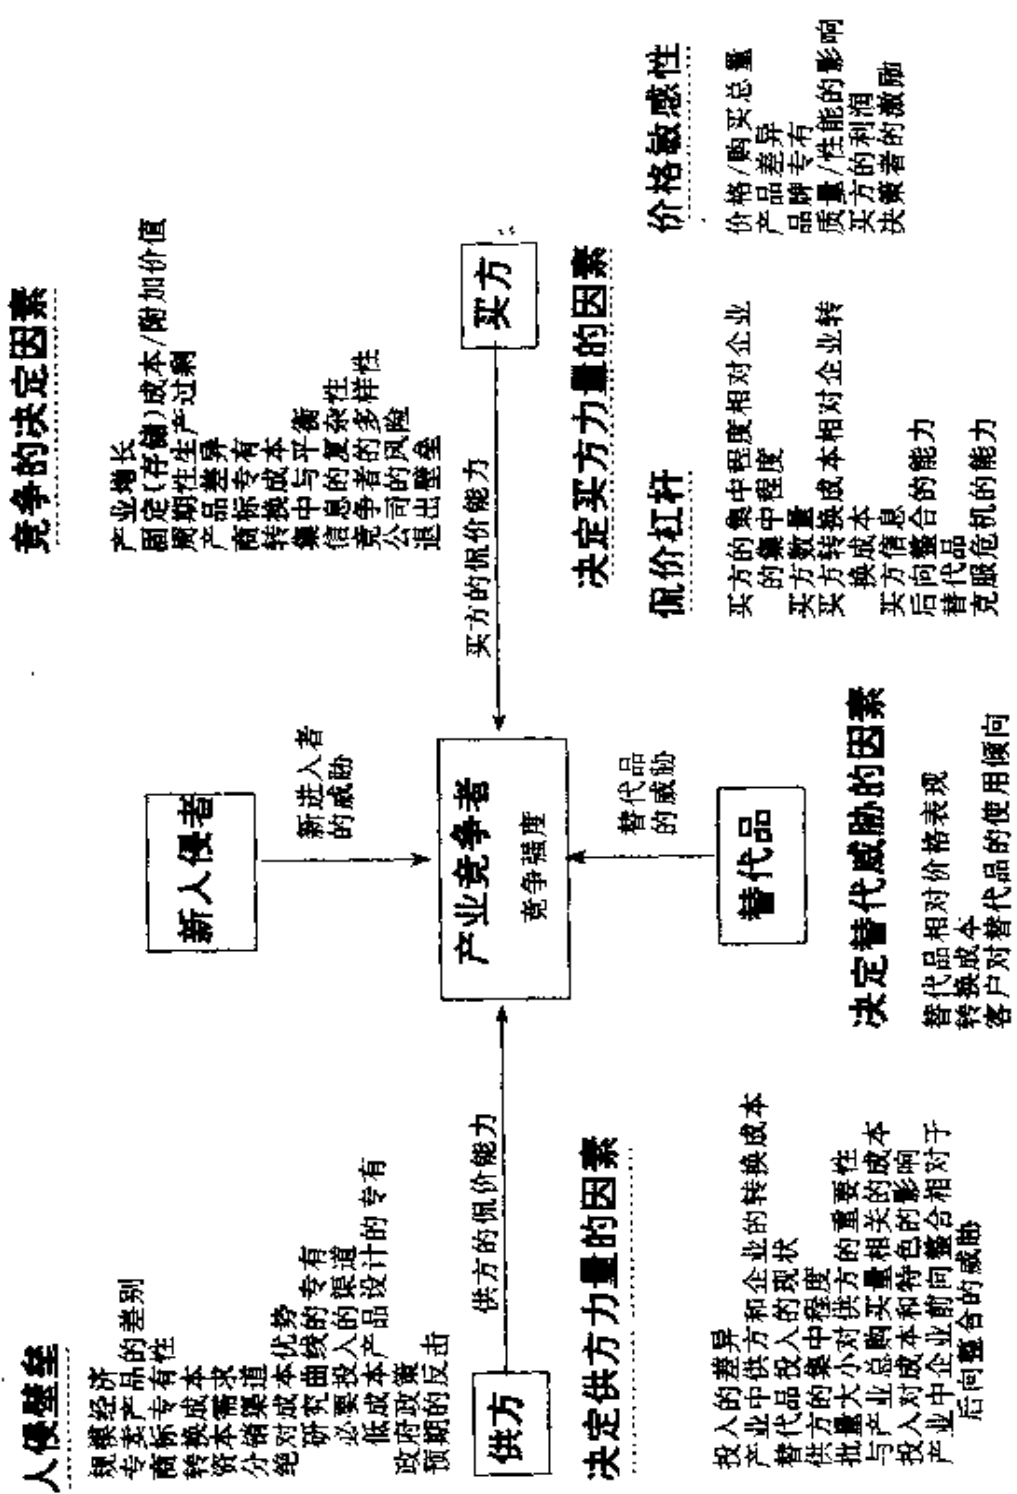 入侵壁垒
规模经济
专卖产品的差别
商标专有性
转换成本
资本需求
分销渠道
绝对成本优势
研究曲线的专有
必要投入的渠道
低成本产品设计的专有
政府政策
预期的反击
新入侵者
新进入者
的威胁
竞争的决定因素
产业增长
固定(存储)成本/附加价值
周期性生产过剩
产品差异
商标专有
转换成本
集中与平衡
信息的复杂性
竞争者的多样性
公司的风险
退出壁垒
供方
供方的侃价能力
产业竞争者
竞争强度
买方的侃价能力
买方
决定供方力量的因素
投入的差异
产业中供方和企业的转换成本
替代品投入的现状
供方的集中程度
批量大小对供方的重要性
与产业总购买量相关的成本
投入对成本和特色的影响
产业中企业前向整合相对于
后向整合的威胁
替代品
的威胁
替代品
决定替代威胁的因素
替代品相对价格表现
转换成本
客户对替代品的使用倾向
决定买方力量的因素
侃价杠杆
买方的集中程度相对企业
的集中程度
买方数量
买方转换成本相对企业转
换成本
买方信息
后向整合的能力
替代品
克服危机的能力
价格敏感性
价格/购买总量
产品差异
品牌专有
质量/性能的影响
买方的利润
决策者的激励